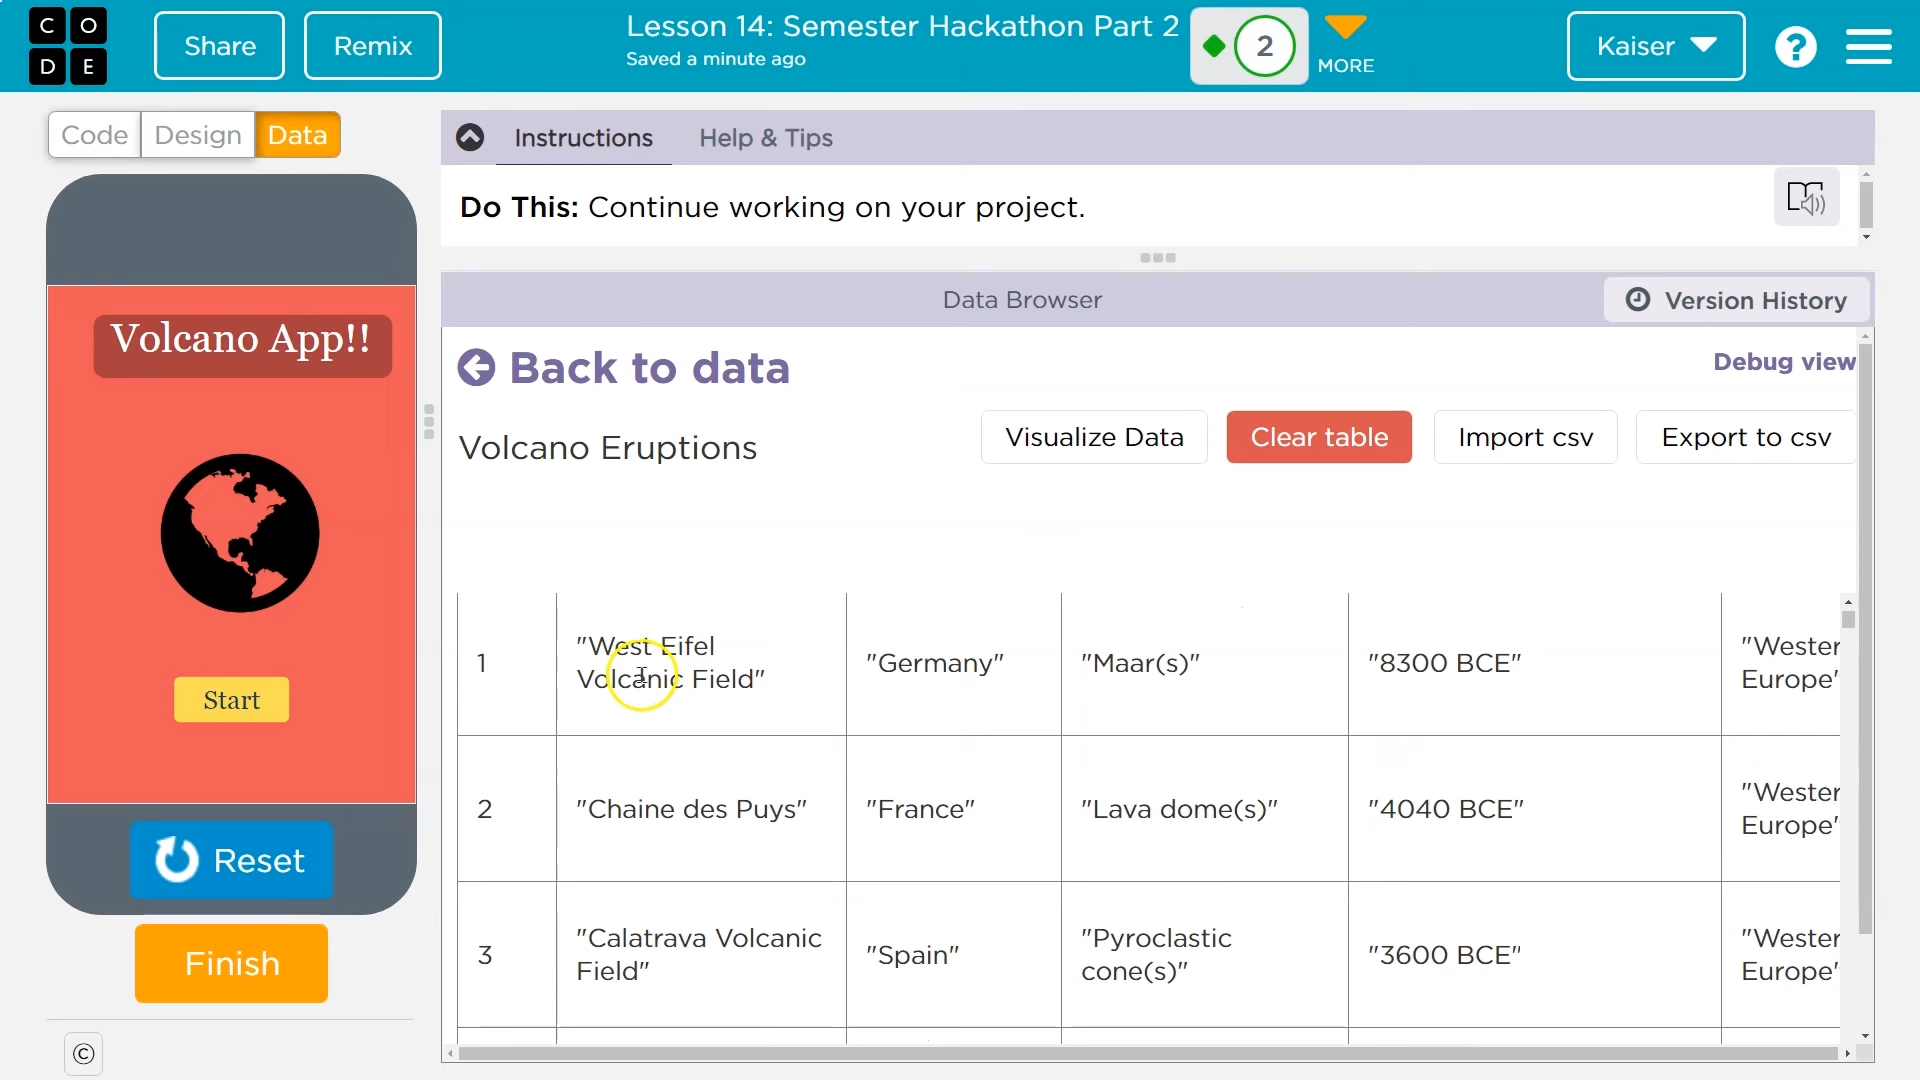 C O
D E
Share
Remix
Lesson 14: Semester Hackathon Part 2
Saved a minute ago
2
MORE
Kaiser
?
Code
Design
Data
Instructions
Help & Tips
Do This: Continue working on your project.
Data Browser
Version History
Volcano App!!
Start
Reset
Finish
©
Back to data
Debug view
Volcano Eruptions
Visualize Data
Clear table
Import csv
Export to csv
1
"West Eifel
Volcanic Field"
"Germany"
"Maar(s)"
"8300 BCE"
"Wester
Europe"
2
"Chaine des Puys"
"France"
"Lava dome(s)"
"4040 BCE"
"Wester
Europe"
3
"Calatrava Volcanic
Field"
"Spain"
"Pyroclastic
cone(s)"
"3600 BCE"
"Wester
Europe"